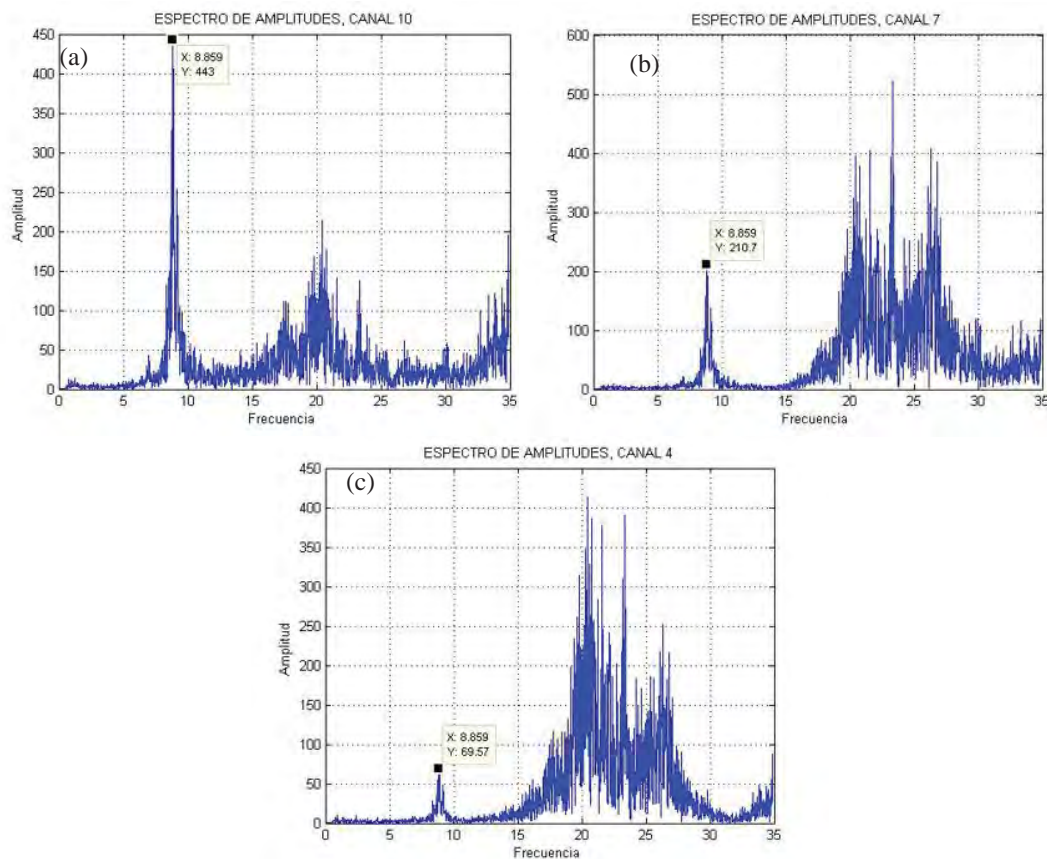 ESPECTRO DE AMPLITUDES, CANAL 10
(a)
X: 8.859
Y: 443
450
400
350
300
250
200
150
100
50
0
Amplitud
0 5 10 15 20 25 30 35
Frecuencia
ESPECTRO DE AMPLITUDES, CANAL 7
(b)
X: 8.859
Y: 210.7
600
500
400
300
200
100
0
Amplitud
0 5 10 15 20 25 30 35
Frecuencia
ESPECTRO DE AMPLITUDES, CANAL 4
(c)
X: 8.859
Y: 69.57
450
400
350
300
250
200
150
100
50
0
Amplitud
0 5 10 15 20 25 30 35
Frecuencia